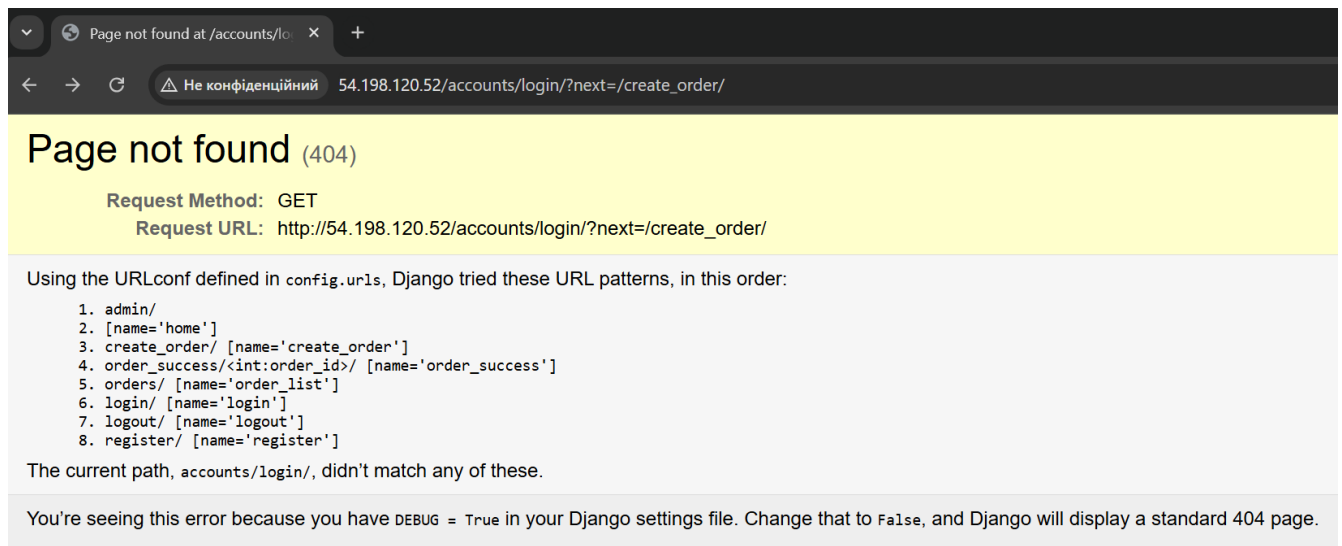 Page not found at /accounts/lo
Не конфіденційний 54.198.120.52/accounts/login/?next=/create_order/
Page not found (404)
Request Method: GET
Request URL: http://54.198.120.52/accounts/login/?next=/create_order/
Using the URLconf defined in config.urls, Django tried these URL patterns, in this order:
1. admin/
2. [name='home']
3. create_order/ [name='create_order']
4. order_success/<int:order_id>/ [name='order_success']
5. orders/ [name='order_list']
6. login/ [name='login']
7. logout/ [name='logout']
8. register/ [name='register']
The current path, accounts/login/, didn’t match any of these.
You’re seeing this error because you have DEBUG = True in your Django settings file. Change that to False, and Django will display a standard 404 page.